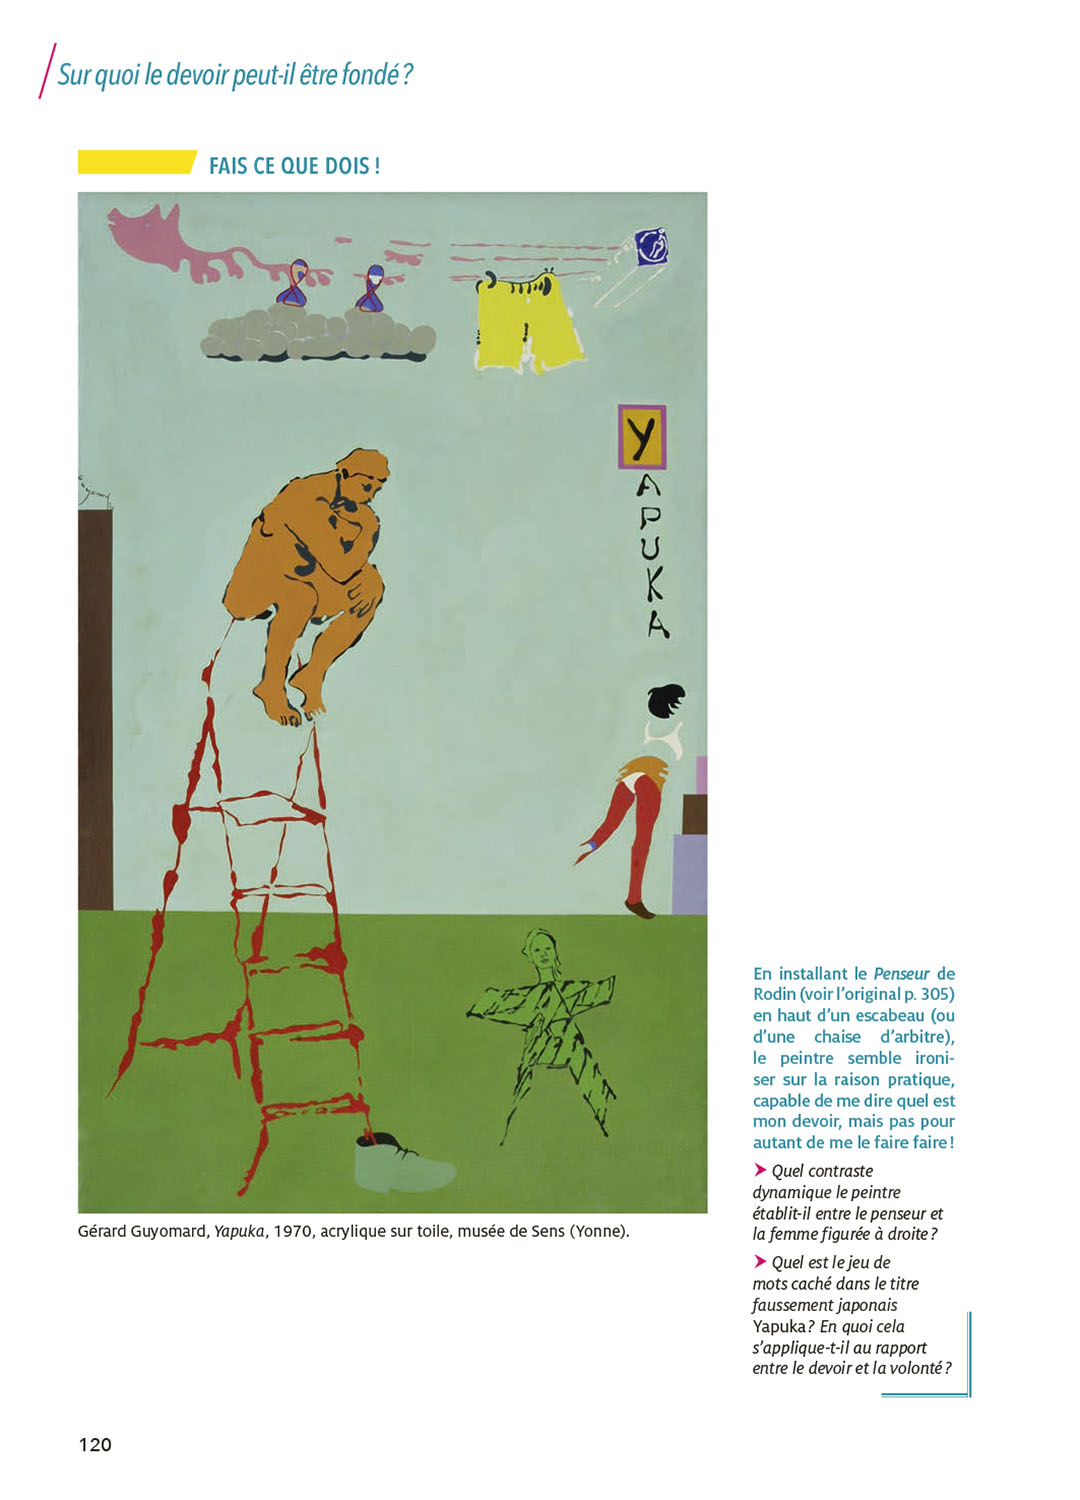 Sur quoi le devoir peut-il être fondé ?
FAIS CE QUE DOIS !
Y
A
P
U
K
A
En installant le Penseur de
Rodin (voir l'original p. 305)
en haut d'un escabeau (ou
d'une chaise d'arbitre),
le peintre semble ironi-
ser sur la raison pratique,
capable de me dire quel est
mon devoir, mais pas pour
autant de me le faire faire !
➤ Quel contraste
dynamique le peintre
établit-il entre le penseur et
la femme figurée à droite ?
➤ Quel est le jeu de
mots caché dans le titre
faussement japonais
Yapuka ? En quoi cela
s'applique-t-il au rapport
entre le devoir et la volonté ?
Gérard Guyomard, Yapuka, 1970, acrylique sur toile, musée de Sens (Yonne).
120